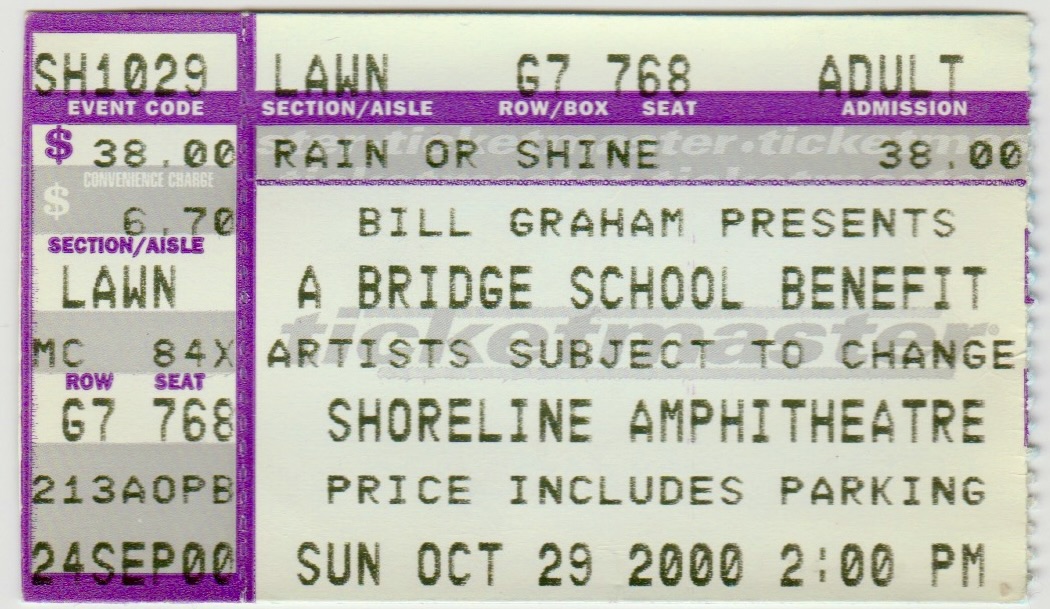 SH1029 LAWN G7 768 ADULT
EVENT CODE SECTION/AISLE ROW/BOX SEAT ADMISSION
$ 38.00 RAIN OR SHINE 38.00
CONVENIENCE CHARGE
$ 6.70 BILL GRAHAM PRESENTS
SECTION/AISLE
LAWN A BRIDGE SCHOOL BENEFIT
ticketmaster
MC 84X ARTISTS SUBJECT TO CHANGE
ROW SEAT
G7 768 SHORELINE AMPHITHEATRE
213AOPB PRICE INCLUDES PARKING
24SEP00 SUN OCT 29 2000 2:00 PM